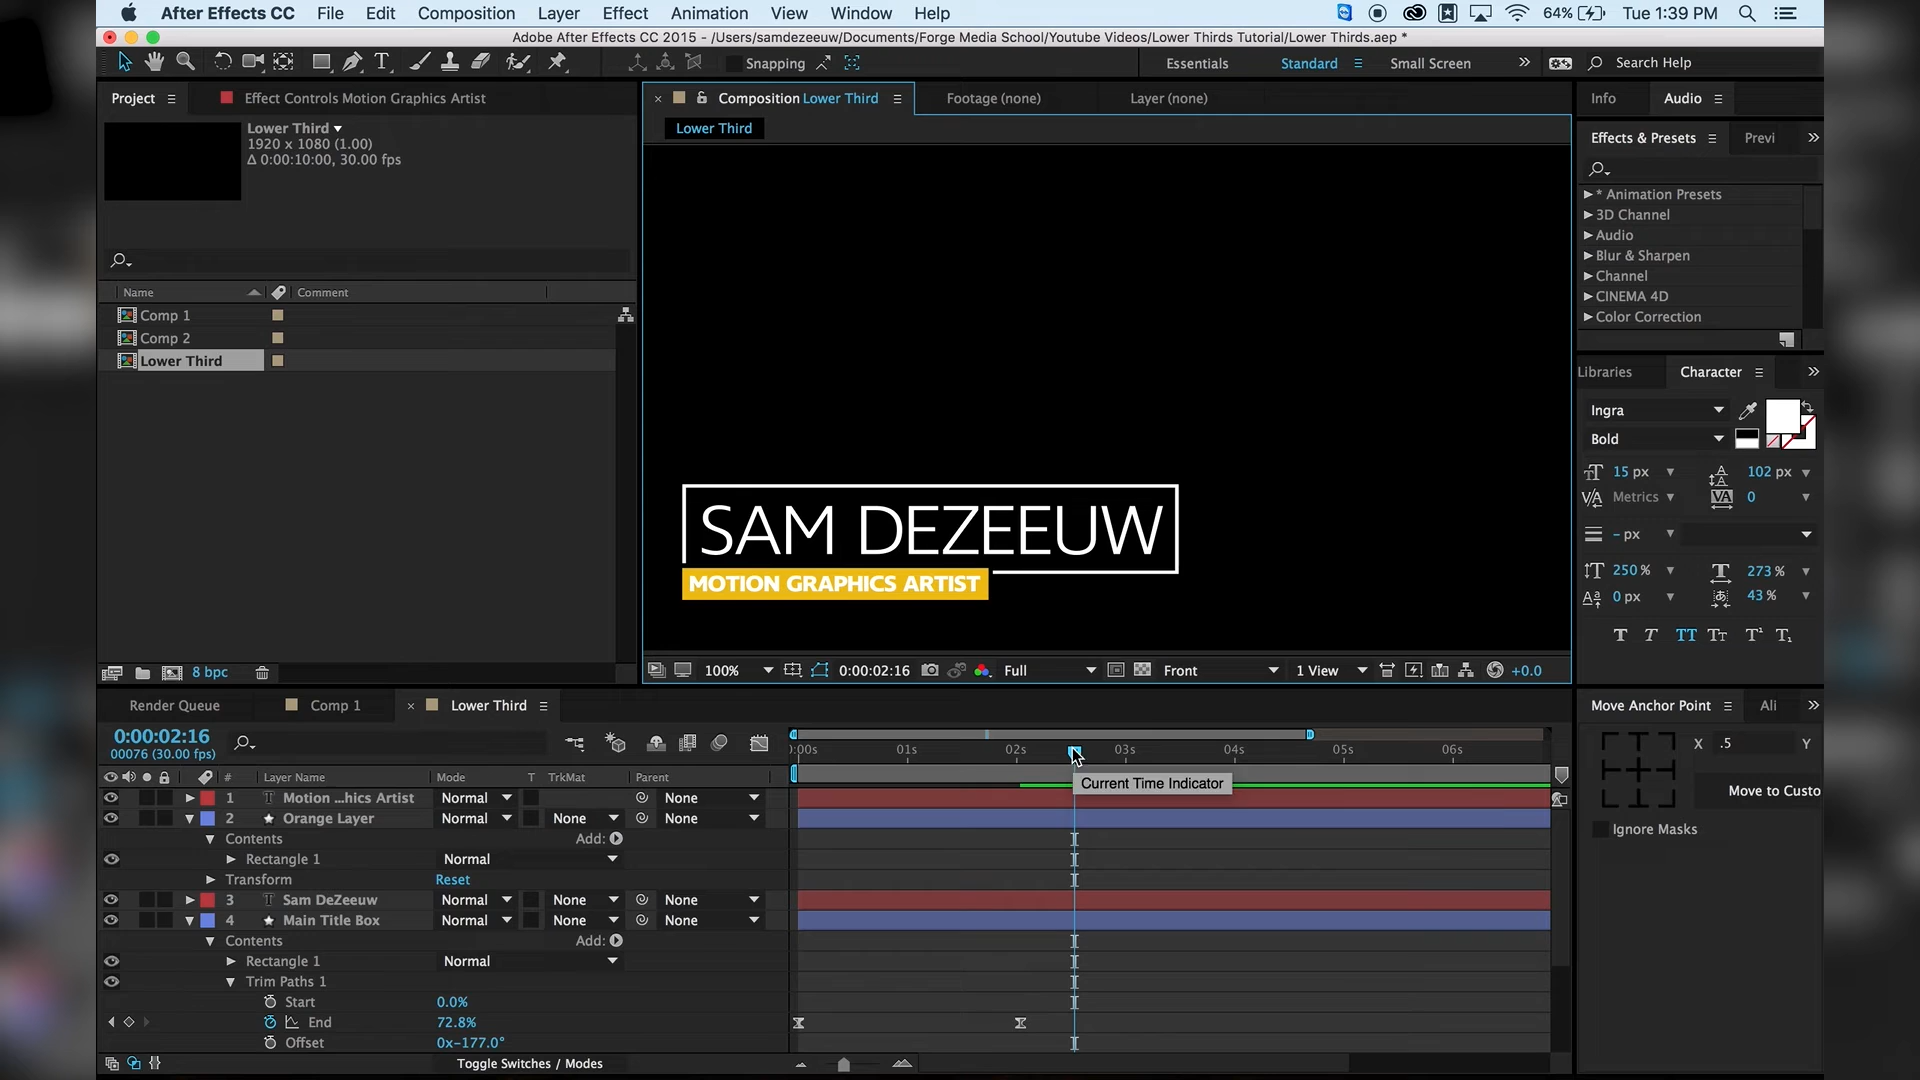 After Effects CC File Edit Composition Layer Effect Animation View Window Help 64% Tue 1:39 PM
Adobe After Effects CC 2015 - /Users/samdezeeuw/Documents/Forge Media School/Youtube Videos/Lower Thirds Tutorial/Lower Thirds.aep *
Snapping Essentials Standard Small Screen Search Help
Project Effect Controls Motion Graphics Artist
Lower Third
1920 x 1080 (1.00)
Δ 0:00:10:00, 30.00 fps
Name Comment
Comp 1
Comp 2
Lower Third
8 bpc
Composition Lower Third Footage (none) Layer (none)
Lower Third
SAM DEZEEUW
MOTION GRAPHICS ARTIST
100% 0:00:02:16 Full Front 1 View +0.0
Info Audio
Effects & Presets Previ
* Animation Presets
3D Channel
Audio
Blur & Sharpen
Channel
CINEMA 4D
Color Correction
Libraries Character
Ingra
Bold
15 px 102 px
Metrics 0
- px
250 % 273 %
0 px 43 %
T T TT Tt T¹ T₁
Render Queue Comp 1 Lower Third
0:00:02:16
00076 (30.00 fps)
):00s 01s 02s 03s 04s 05s 06s
Current Time Indicator
# Layer Name Mode T TrkMat Parent
1 T Motion ...hics Artist Normal None
2 Orange Layer Normal None None
Contents Add:
Rectangle 1 Normal
Transform Reset
3 T Sam DeZeeuw Normal None None
4 Main Title Box Normal None None
Contents Add:
Rectangle 1 Normal
Trim Paths 1
Start 0.0%
End 72.8%
Offset 0x-177.0°
Toggle Switches / Modes
Move Anchor Point Ali
X .5 Y
Move to Custo
Ignore Masks